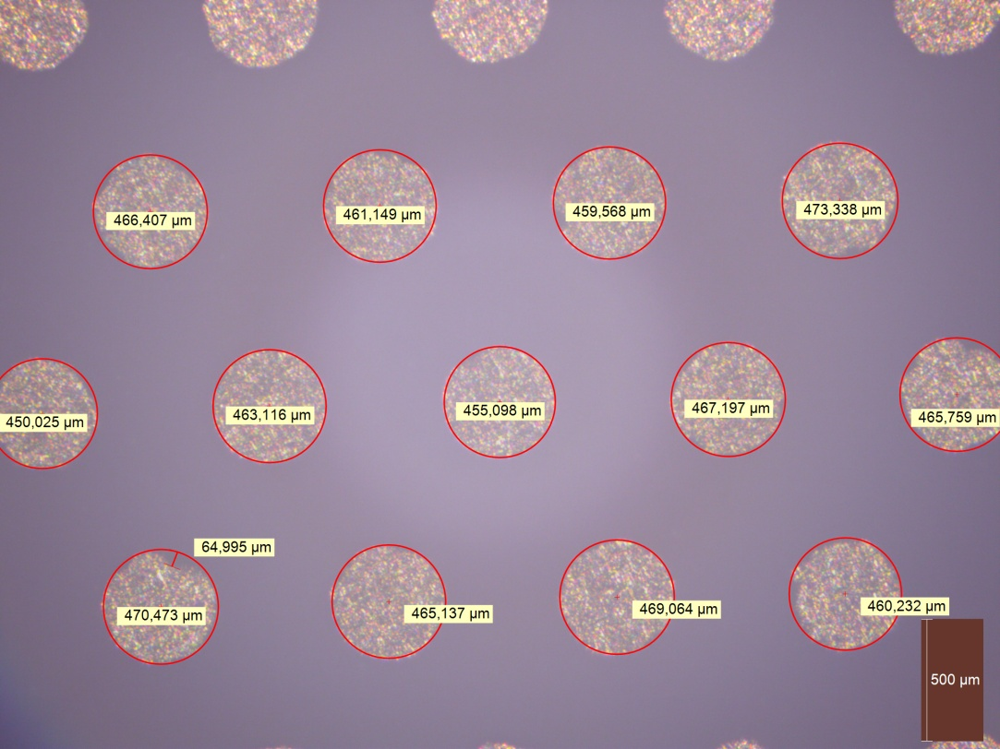 466,407 µm
461,149 µm
459,568 µm
473,338 µm
450,025 µm
463,116 µm
455,098 µm
467,197 µm
465,759 µm
64,995 µm
470,473 µm
465,137 µm
469,064 µm
460,232 µm
500 µm